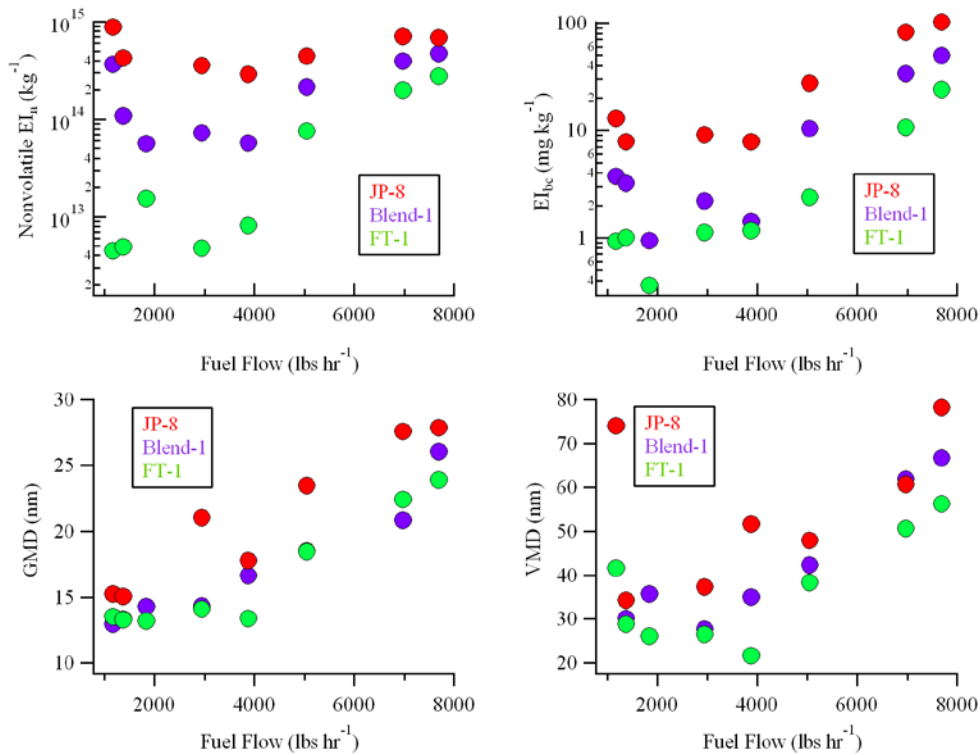 Nonvolatile EIn (kg-1)
10^15
4
2
10^14
4
2
10^13
4
2
JP-8
Blend-1
FT-1
2000 4000 6000 8000
Fuel Flow (lbs hr-1)
EIbc (mg kg-1)
100
4
2
10
4
2
1
4
JP-8
Blend-1
FT-1
2000 4000 6000 8000
Fuel Flow (lbs hr-1)
GMD (nm)
30
25
20
15
10
JP-8
Blend-1
FT-1
2000 4000 6000 8000
Fuel Flow (lbs hr-1)
VMD (nm)
80
70
60
50
40
30
20
JP-8
Blend-1
FT-1
2000 4000 6000 8000
Fuel Flow (lbs hr-1)